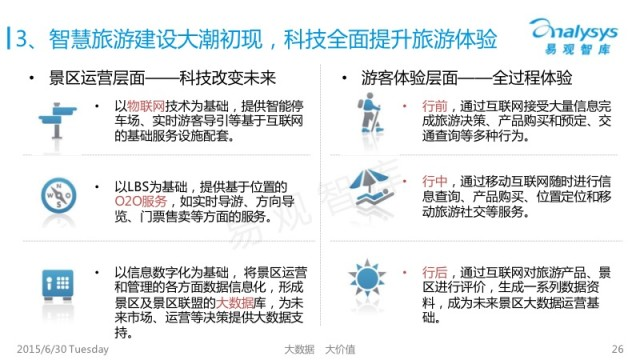 3、智慧旅游建设大潮初现，科技全面提升旅游体验
analysys
易观智库
• 景区运营层面——科技改变未来
• 以物联网技术为基础，提供智能停
车场、实时游客导引等基于互联网
的基础服务设施配套。
• 以LBS为基础，提供基于位置的
O2O服务，如实时导游、方向导
览、门票售卖等方面的服务。
• 以信息数字化为基础， 将景区运营
和管理的各方面数据信息化，形成
景区及景区联盟的大数据库，为未
来市场、运营等决策提供大数据支
持。
• 游客体验层面——全过程体验
• 行前，通过互联网接受大量信息完
成旅游决策、产品购买和预定、交
通查询等多种行为。
• 行中，通过移动互联网随时进行信
息查询、产品购买、位置定位和移
动旅游社交等服务。
• 行后，通过互联网对旅游产品、景
区进行评价，生成一系列数据资
料，成为未来景区大数据运营基
础。
易观智库
2015/6/30 Tuesday
大数据 大价值
26